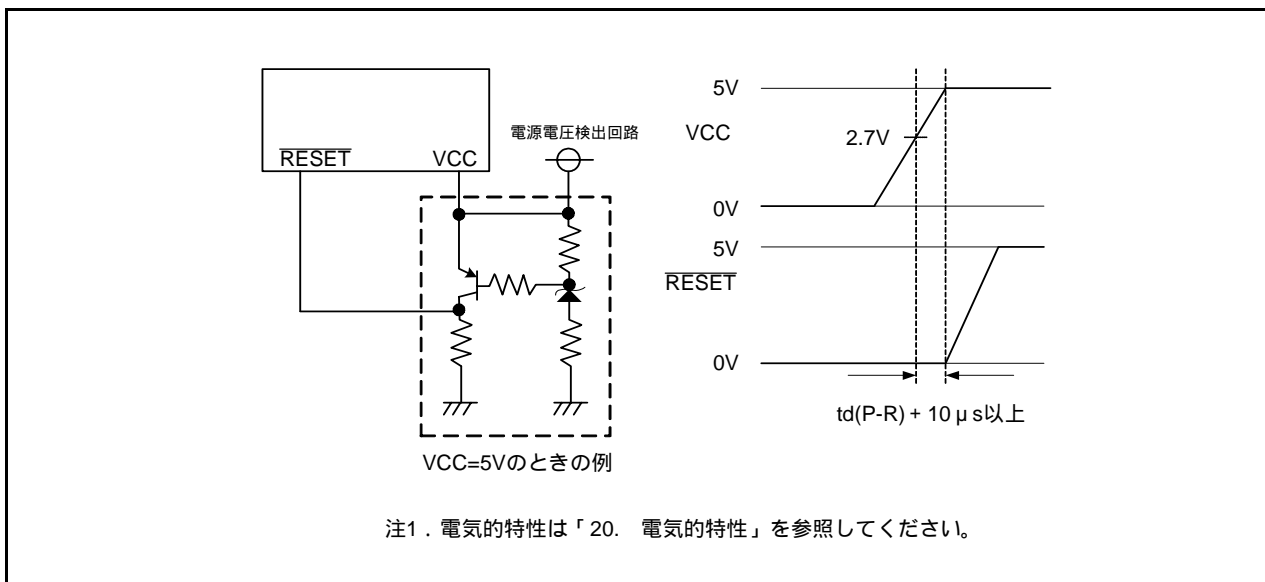 電源電圧検出回路
RESET VCC
VCC=5Vのときの例
5V
VCC
2.7V
0V
5V
RESET
0V
td(P-R) + 10 μ s以上
注1．電気的特性は「20. 電気的特性」を参照してください。